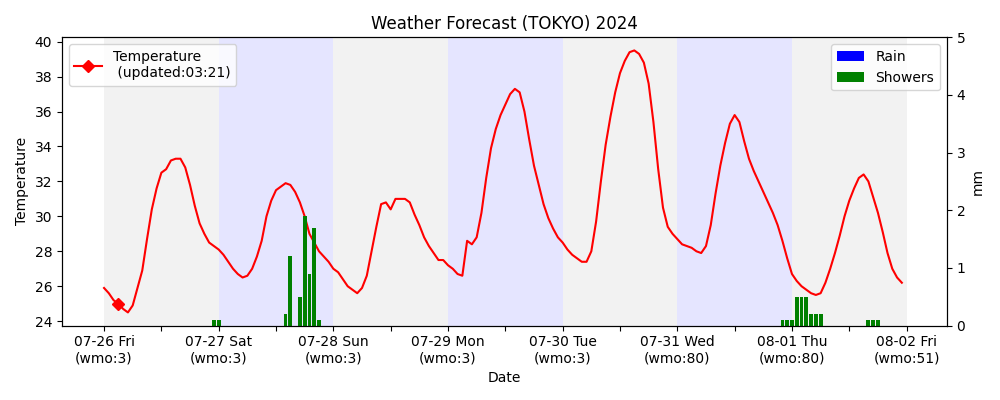 Weather Forecast (TOKYO) 2024
Temperature
(updated:03:21)
Rain
Showers
40
38
36
34
32
30
28
26
24
Temperature
5
4
3
2
1
0
mm
07-26 Fri
(wmo:3)
07-27 Sat
(wmo:3)
07-28 Sun
(wmo:3)
07-29 Mon
(wmo:3)
07-30 Tue
(wmo:3)
07-31 Wed
(wmo:80)
08-01 Thu
(wmo:80)
08-02 Fri
(wmo:51)
Date